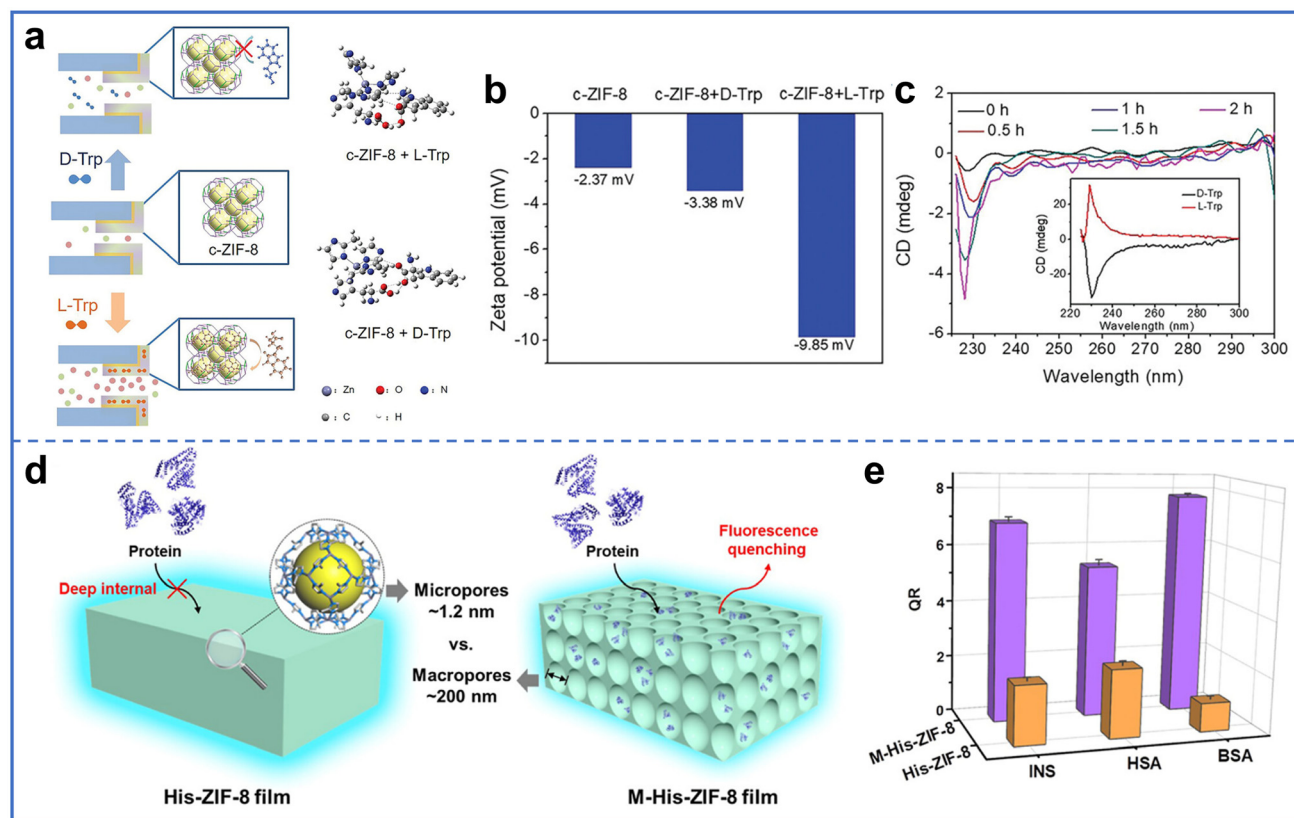 a
D-Trp
c-ZIF-8
L-Trp
c-ZIF-8 + L-Trp
c-ZIF-8 + D-Trp
: Zn
: O
: N
: C
: H
b
c-ZIF-8
c-ZIF-8+D-Trp
c-ZIF-8+L-Trp
Zeta potential (mV)
0
-2
-4
-6
-8
-10
-2.37 mV
-3.38 mV
-9.85 mV
c
CD (mdeg)
2
0
-2
-4
-6
0 h
1 h
2 h
0.5 h
1.5 h
CD (mdeg)
20
0
-20
D-Trp
L-Trp
220
240
260
280
300
Wavelength (nm)
230
240
250
260
270
280
290
300
Wavelength (nm)
d
Protein
Deep internal
Micropores
~1.2 nm
vs.
Macropores
~200 nm
Protein
Fluorescence
quenching
His-ZIF-8 film
M-His-ZIF-8 film
e
QR
8
6
4
2
0
M-His-ZIF-8
His-ZIF-8
INS
HSA
BSA